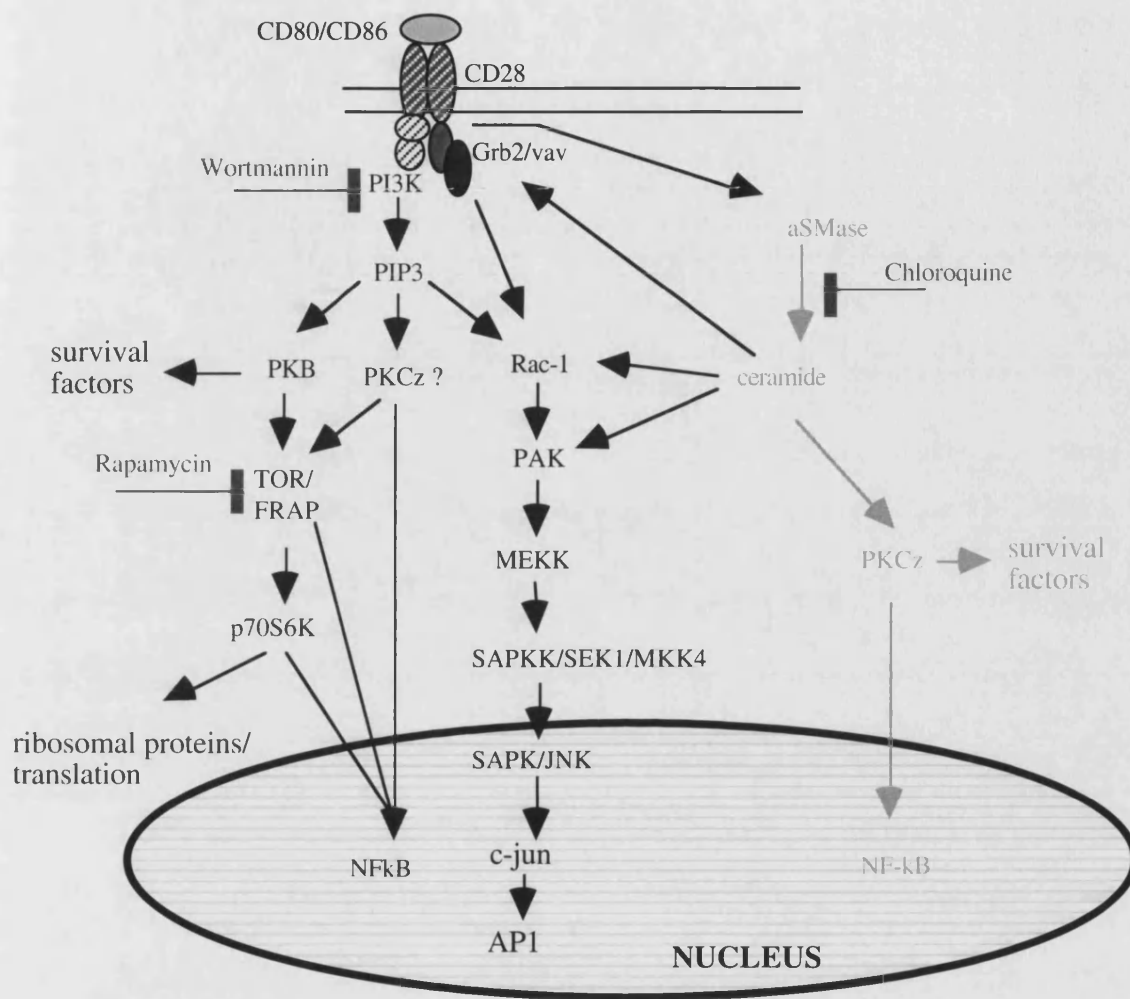 CD80/CD86
CD28
Grb2/vav
Wortmannin
PI3K
aSMase
PIP3
Chloroquine
survival
factors
PKB
PKCz ?
Rac-1
ceramide
Rapamycin
TOR/
FRAP
PAK
MEKK
PKCz
survival
factors
p70S6K
SAPKK/SEK1/MKK4
ribosomal proteins/
translation
SAPK/JNK
NFkB
c-jun
NF-kB
AP1
NUCLEUS